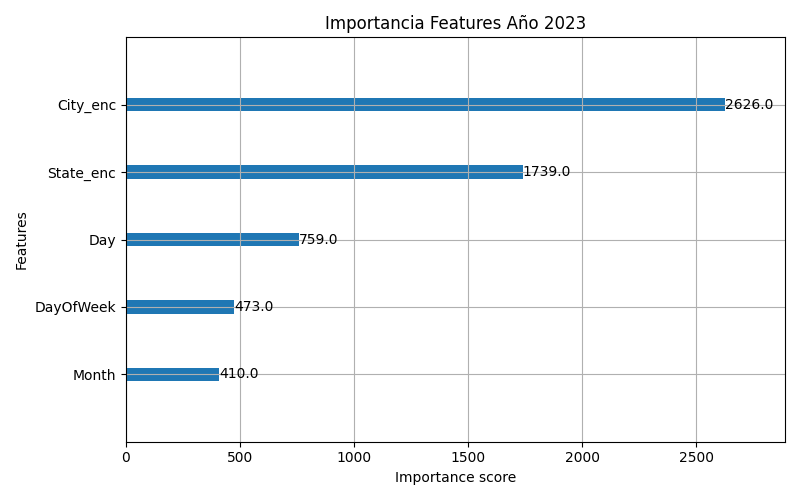 Importancia Features Año 2023
City_enc
2626.0
State_enc
1739.0
Day
759.0
DayOfWeek
473.0
Month
410.0
Features
0 500 1000 1500 2000 2500
Importance score